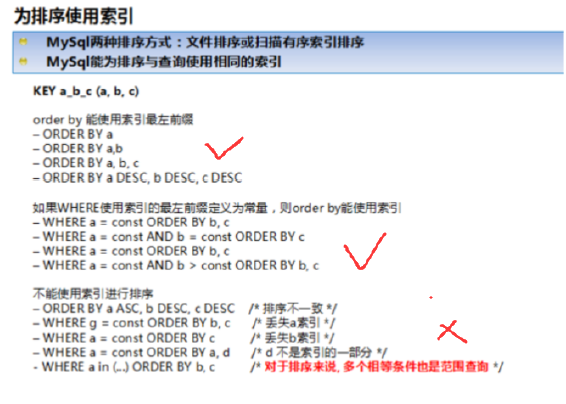 为排序使用索引
MySql两种排序方式：文件排序或扫描有序索引排序
MySql能为排序与查询使用相同的索引
KEY a_b_c (a, b, c)
order by 能使用索引最左前缀
– ORDER BY a
– ORDER BY a,b
– ORDER BY a, b, c
– ORDER BY a DESC, b DESC, c DESC
如果WHERE使用索引的最左前缀定义为常量，则order by能使用索引
– WHERE a = const ORDER BY b, c
– WHERE a = const AND b = const ORDER BY c
– WHERE a = const ORDER BY b, c
– WHERE a = const AND b > const ORDER BY b, c
不能使用索引进行排序
– ORDER BY a ASC, b DESC, c DESC /* 排序不一致 */
– WHERE g = const ORDER BY b, c /* 丢失a索引 */
– WHERE a = const ORDER BY c /* 丢失b索引 */
– WHERE a = const ORDER BY a, d /* d 不是索引的一部分 */
- WHERE a in (...) ORDER BY b, c /* 对于排序来说, 多个相等条件也是范围查询 */